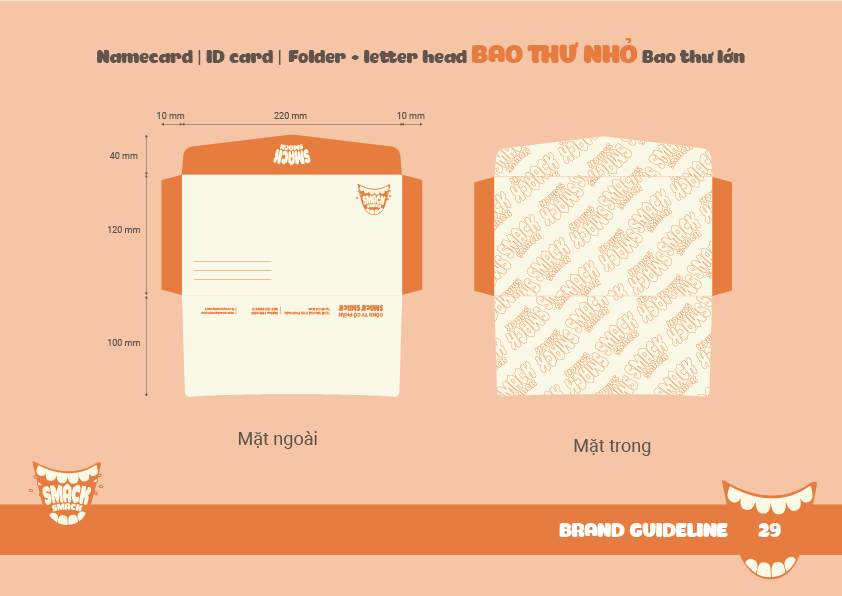 Namecard | ID card | Folder - letter head BAO THƯ NHỎ Bao thư lớn
10 mm 220 mm 10 mm
40 mm
SMACK
SMACK
120 mm
SMACK
CÔNG TY CỔ PHẦN
SMACK SMACK
100 mm
Mặt ngoài
Mặt trong
SMACK
SMACK
BRAND GUIDELINE 29